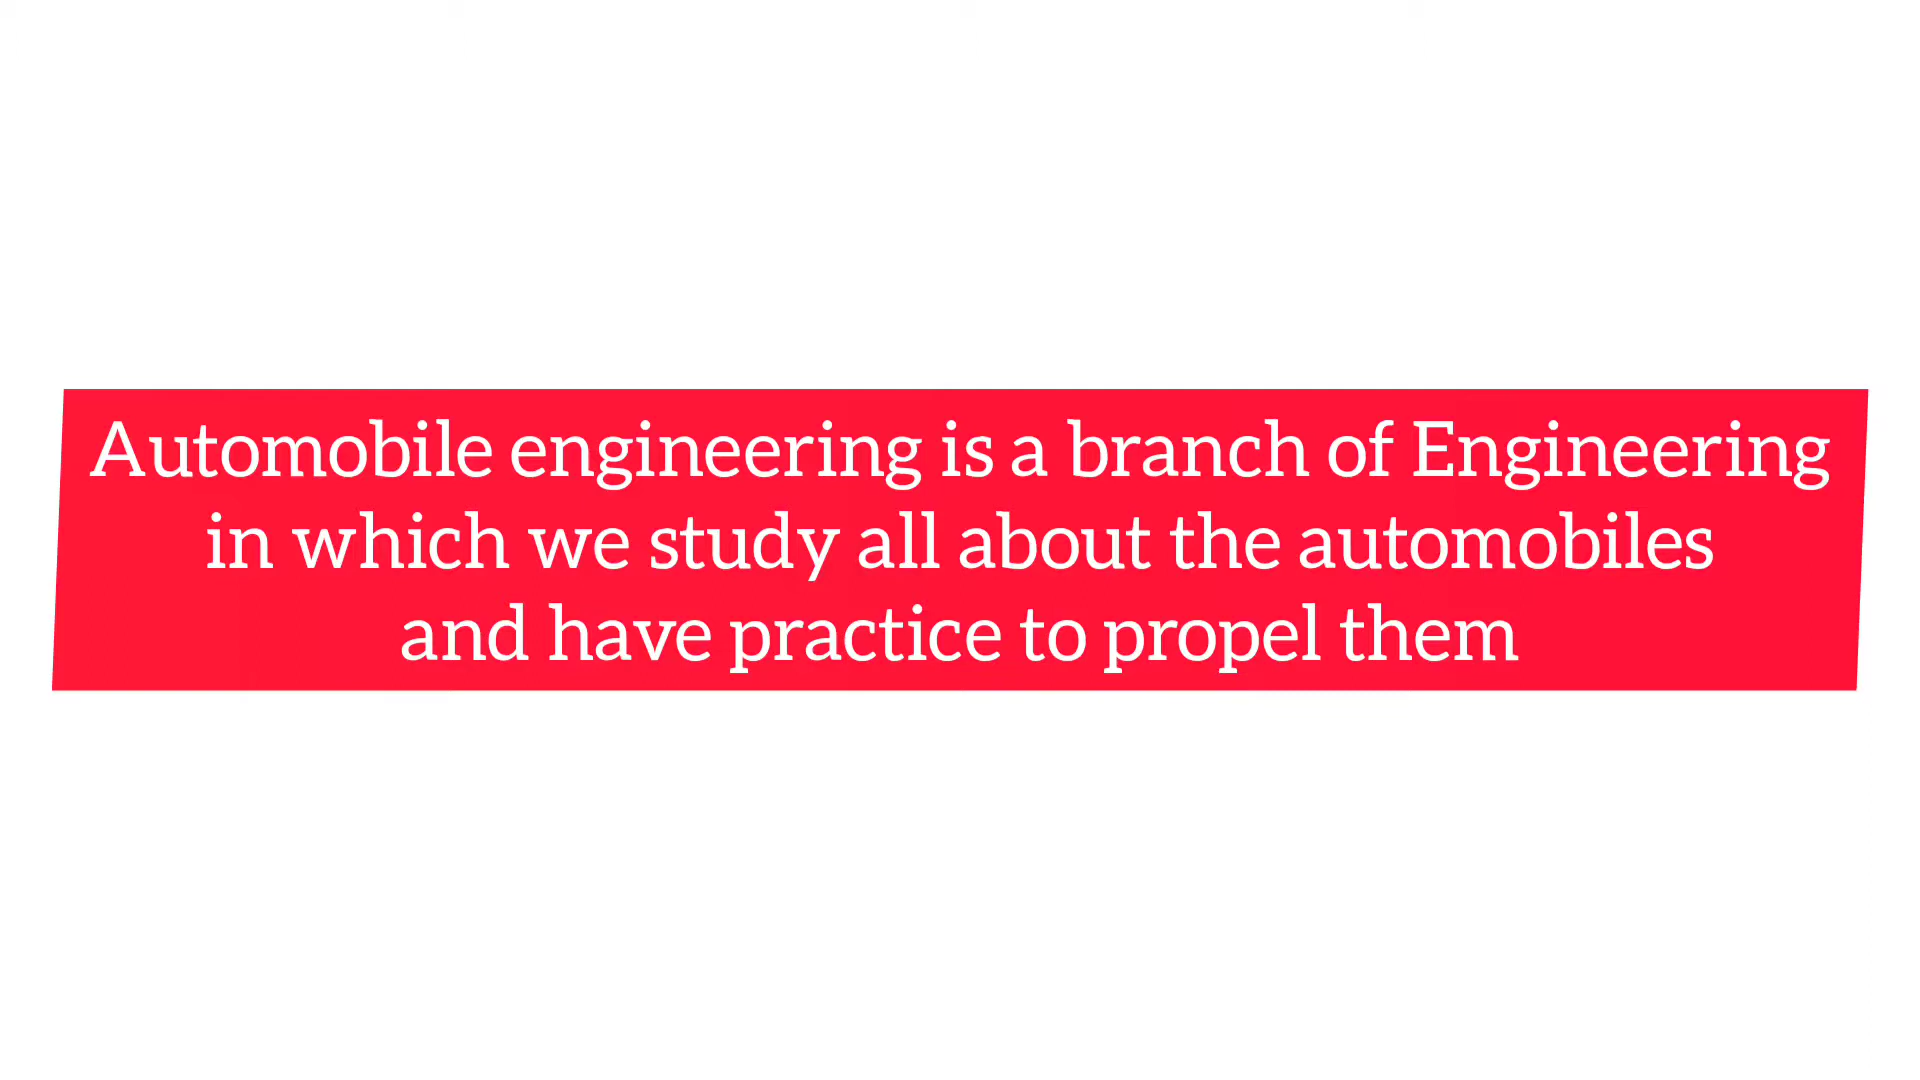 Automobile engineering is a branch of Engineering
in which we study all about the automobiles
and have practice to propel them